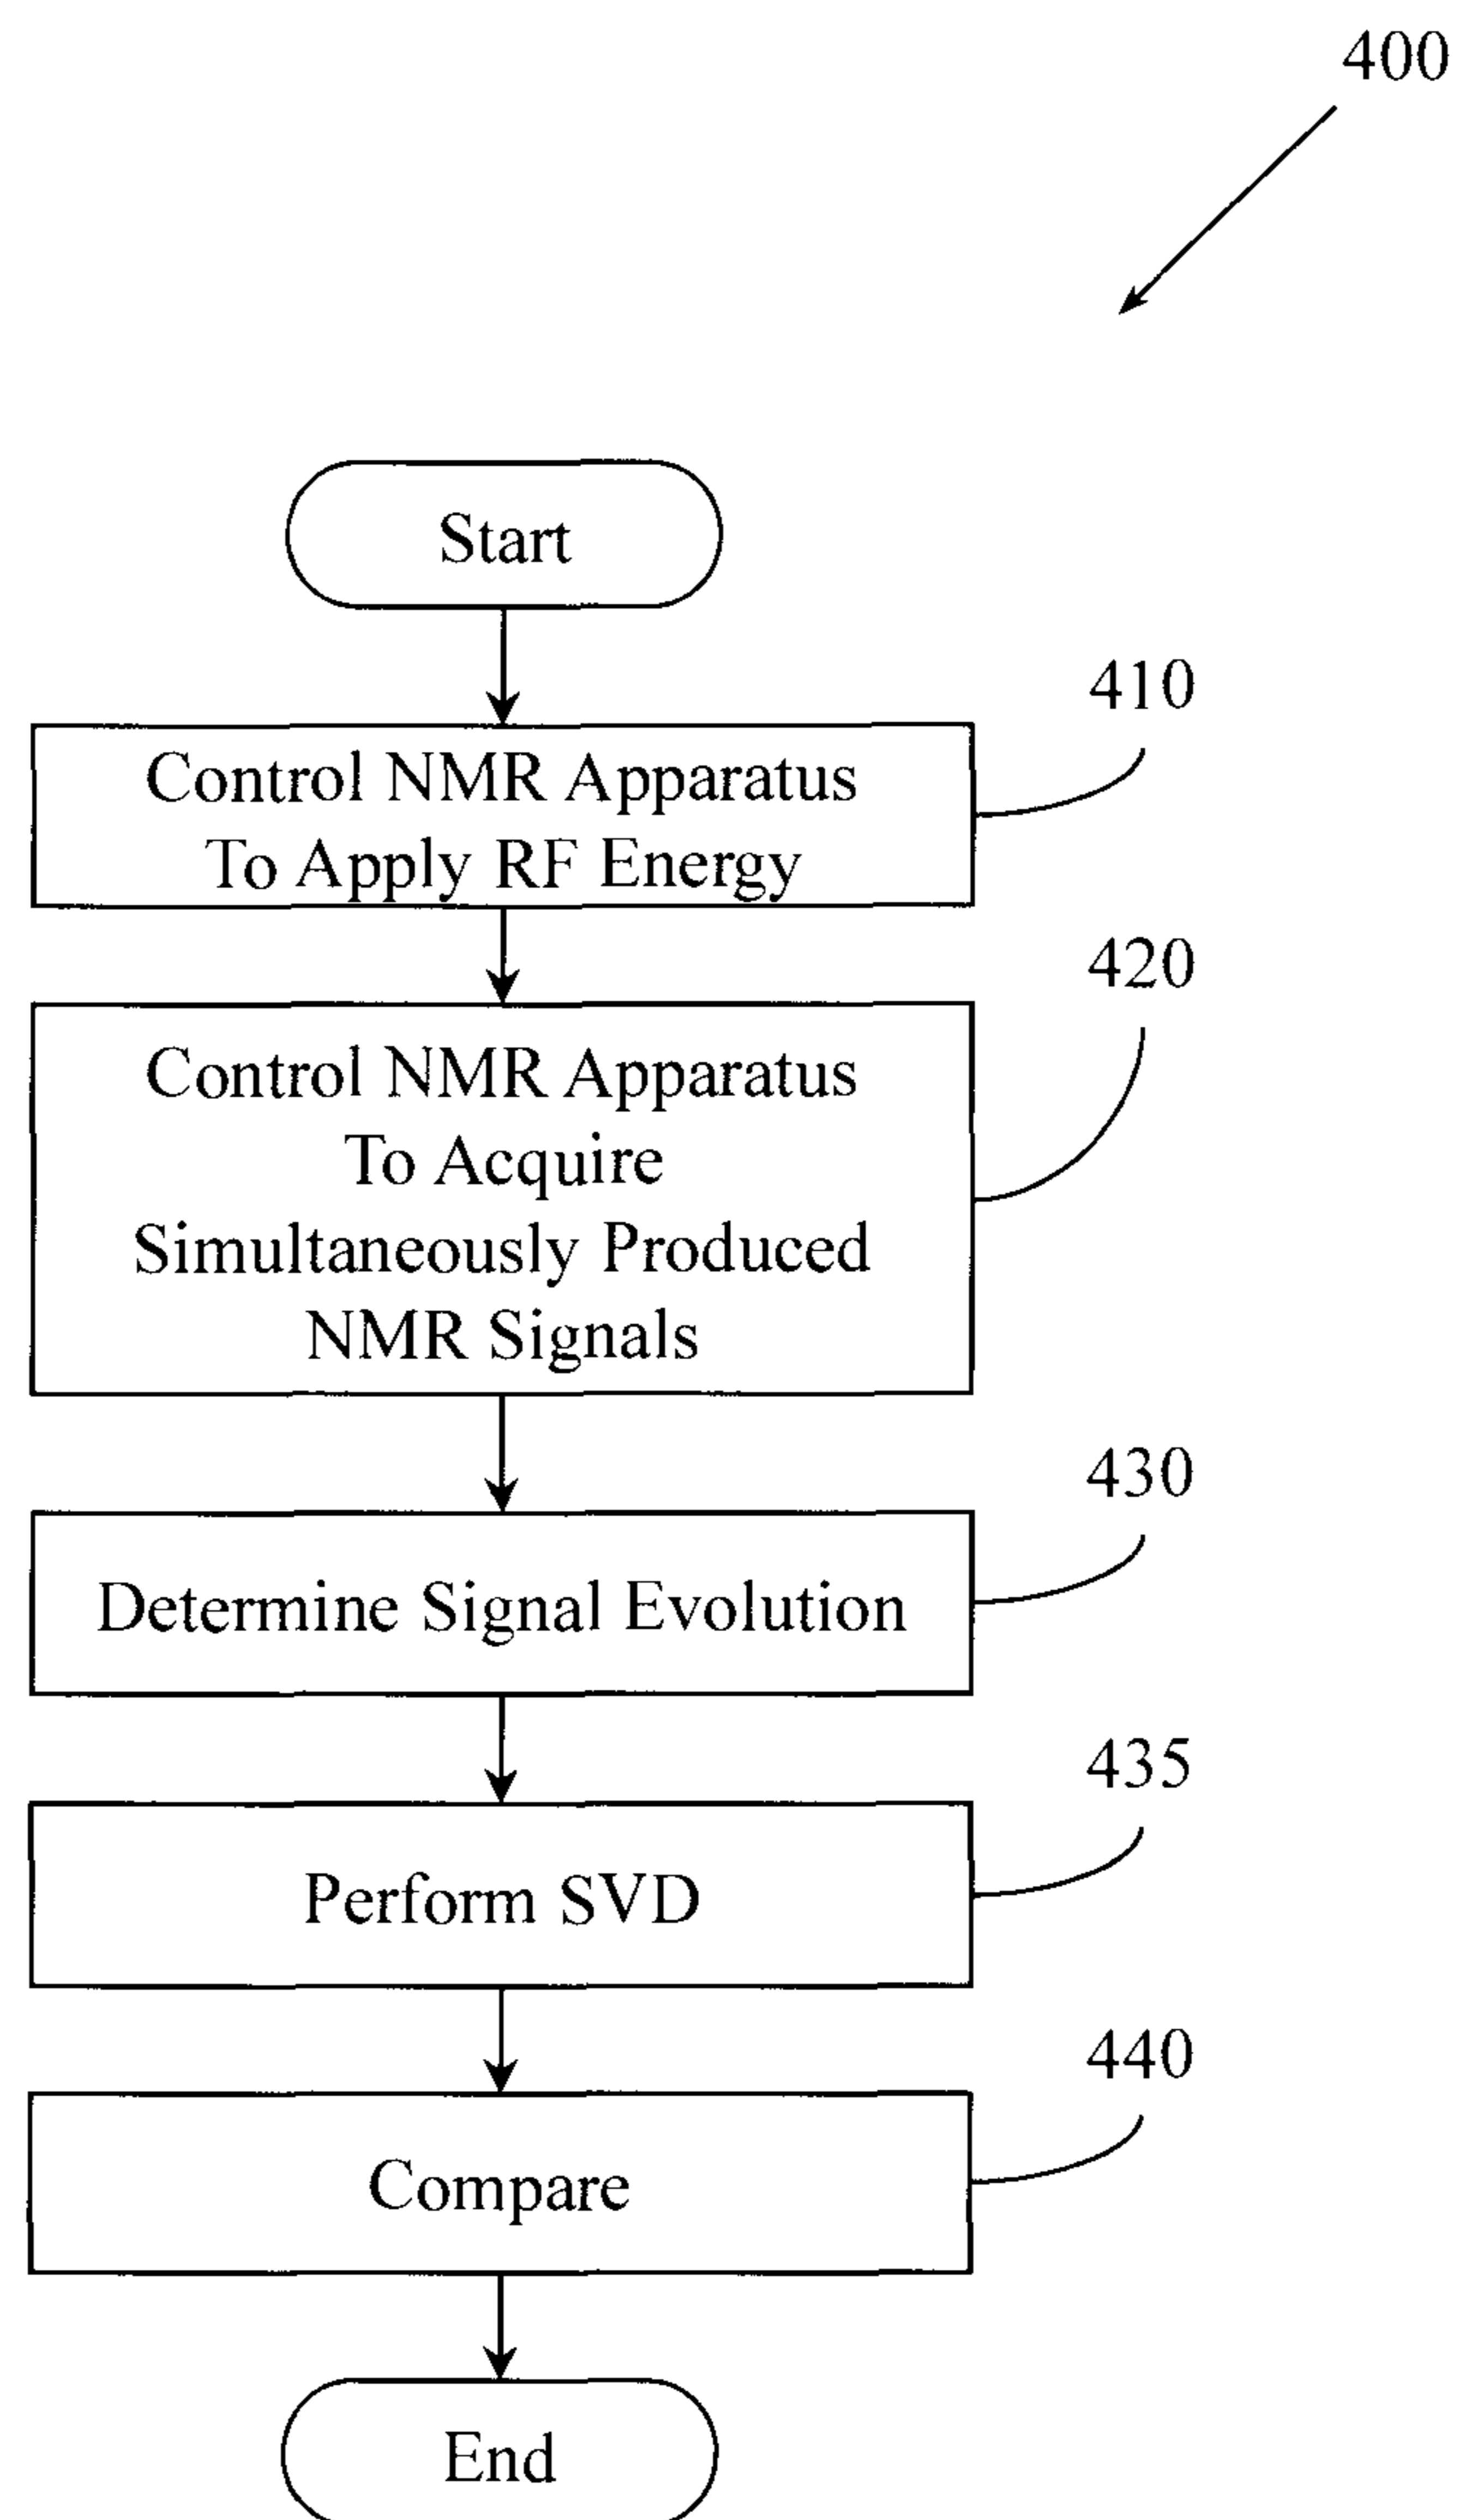 400
Start
410
Control NMR Apparatus
To Apply RF Energy
420
Control NMR Apparatus
To Acquire
Simultaneously Produced
NMR Signals
430
Determine Signal Evolution
435
Perform SVD
440
Compare
End